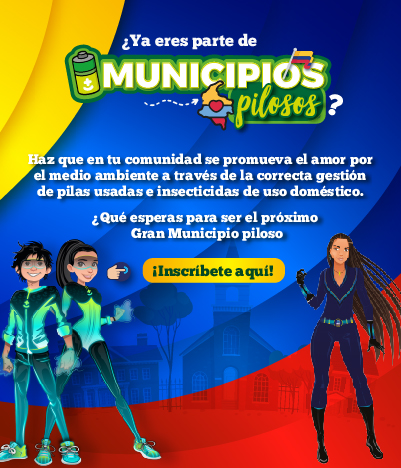 ¿Ya eres parte de
MUNICIPIOS
pilosos ?
Haz que en tu comunidad se promueva el amor por
el medio ambiente a través de la correcta gestión
de pilas usadas e insecticidas de uso doméstico.
¿Qué esperas para ser el próximo
Gran Municipio piloso
¡Inscríbete aquí!